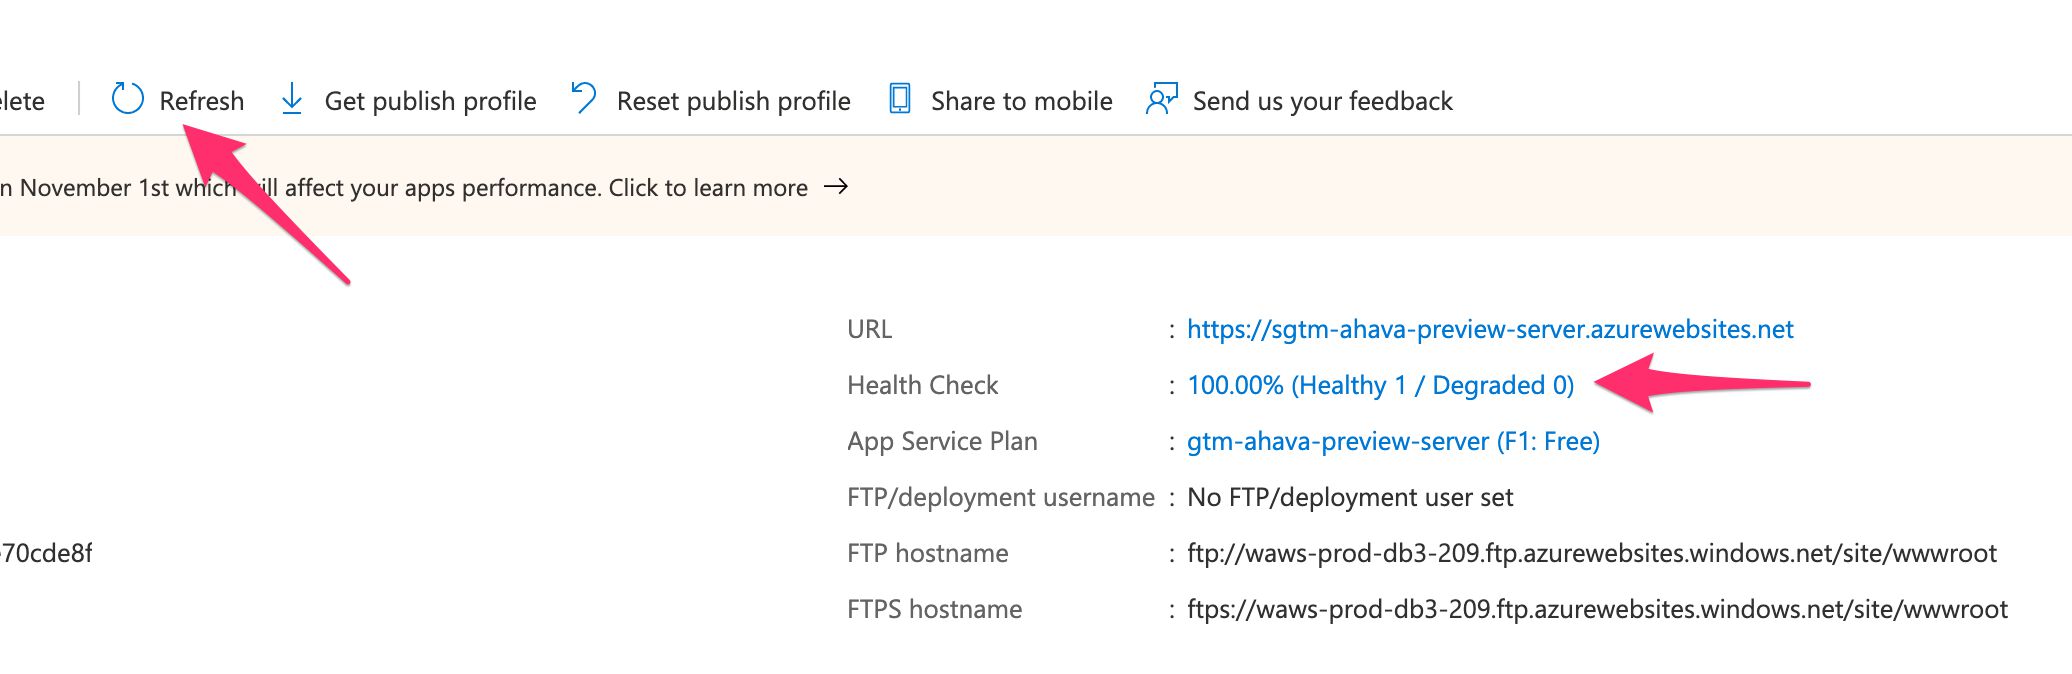 lete Refresh Get publish profile Reset publish profile Share to mobile Send us your feedback
n November 1st which will affect your apps performance. Click to learn more →
URL : https://sgtm-ahava-preview-server.azurewebsites.net
Health Check : 100.00% (Healthy 1 / Degraded 0)
App Service Plan : gtm-ahava-preview-server (F1: Free)
FTP/deployment username : No FTP/deployment user set
70cde8f FTP hostname : ftp://waws-prod-db3-209.ftp.azurewebsites.windows.net/site/wwwroot
FTPS hostname : ftps://waws-prod-db3-209.ftp.azurewebsites.windows.net/site/wwwroot